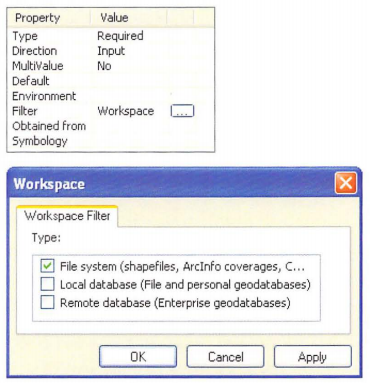 Property Value
Type Required
Direction Input
MultiValue No
Default
Environment
Filter Workspace ...
Obtained from
Symbology
Workspace
Workspace Filter
Type:
File system (shapefiles, ArcInfo coverages, C...
Local database (File and personal geodatabases)
Remote database (Enterprise geodatabases)
OK Cancel Apply